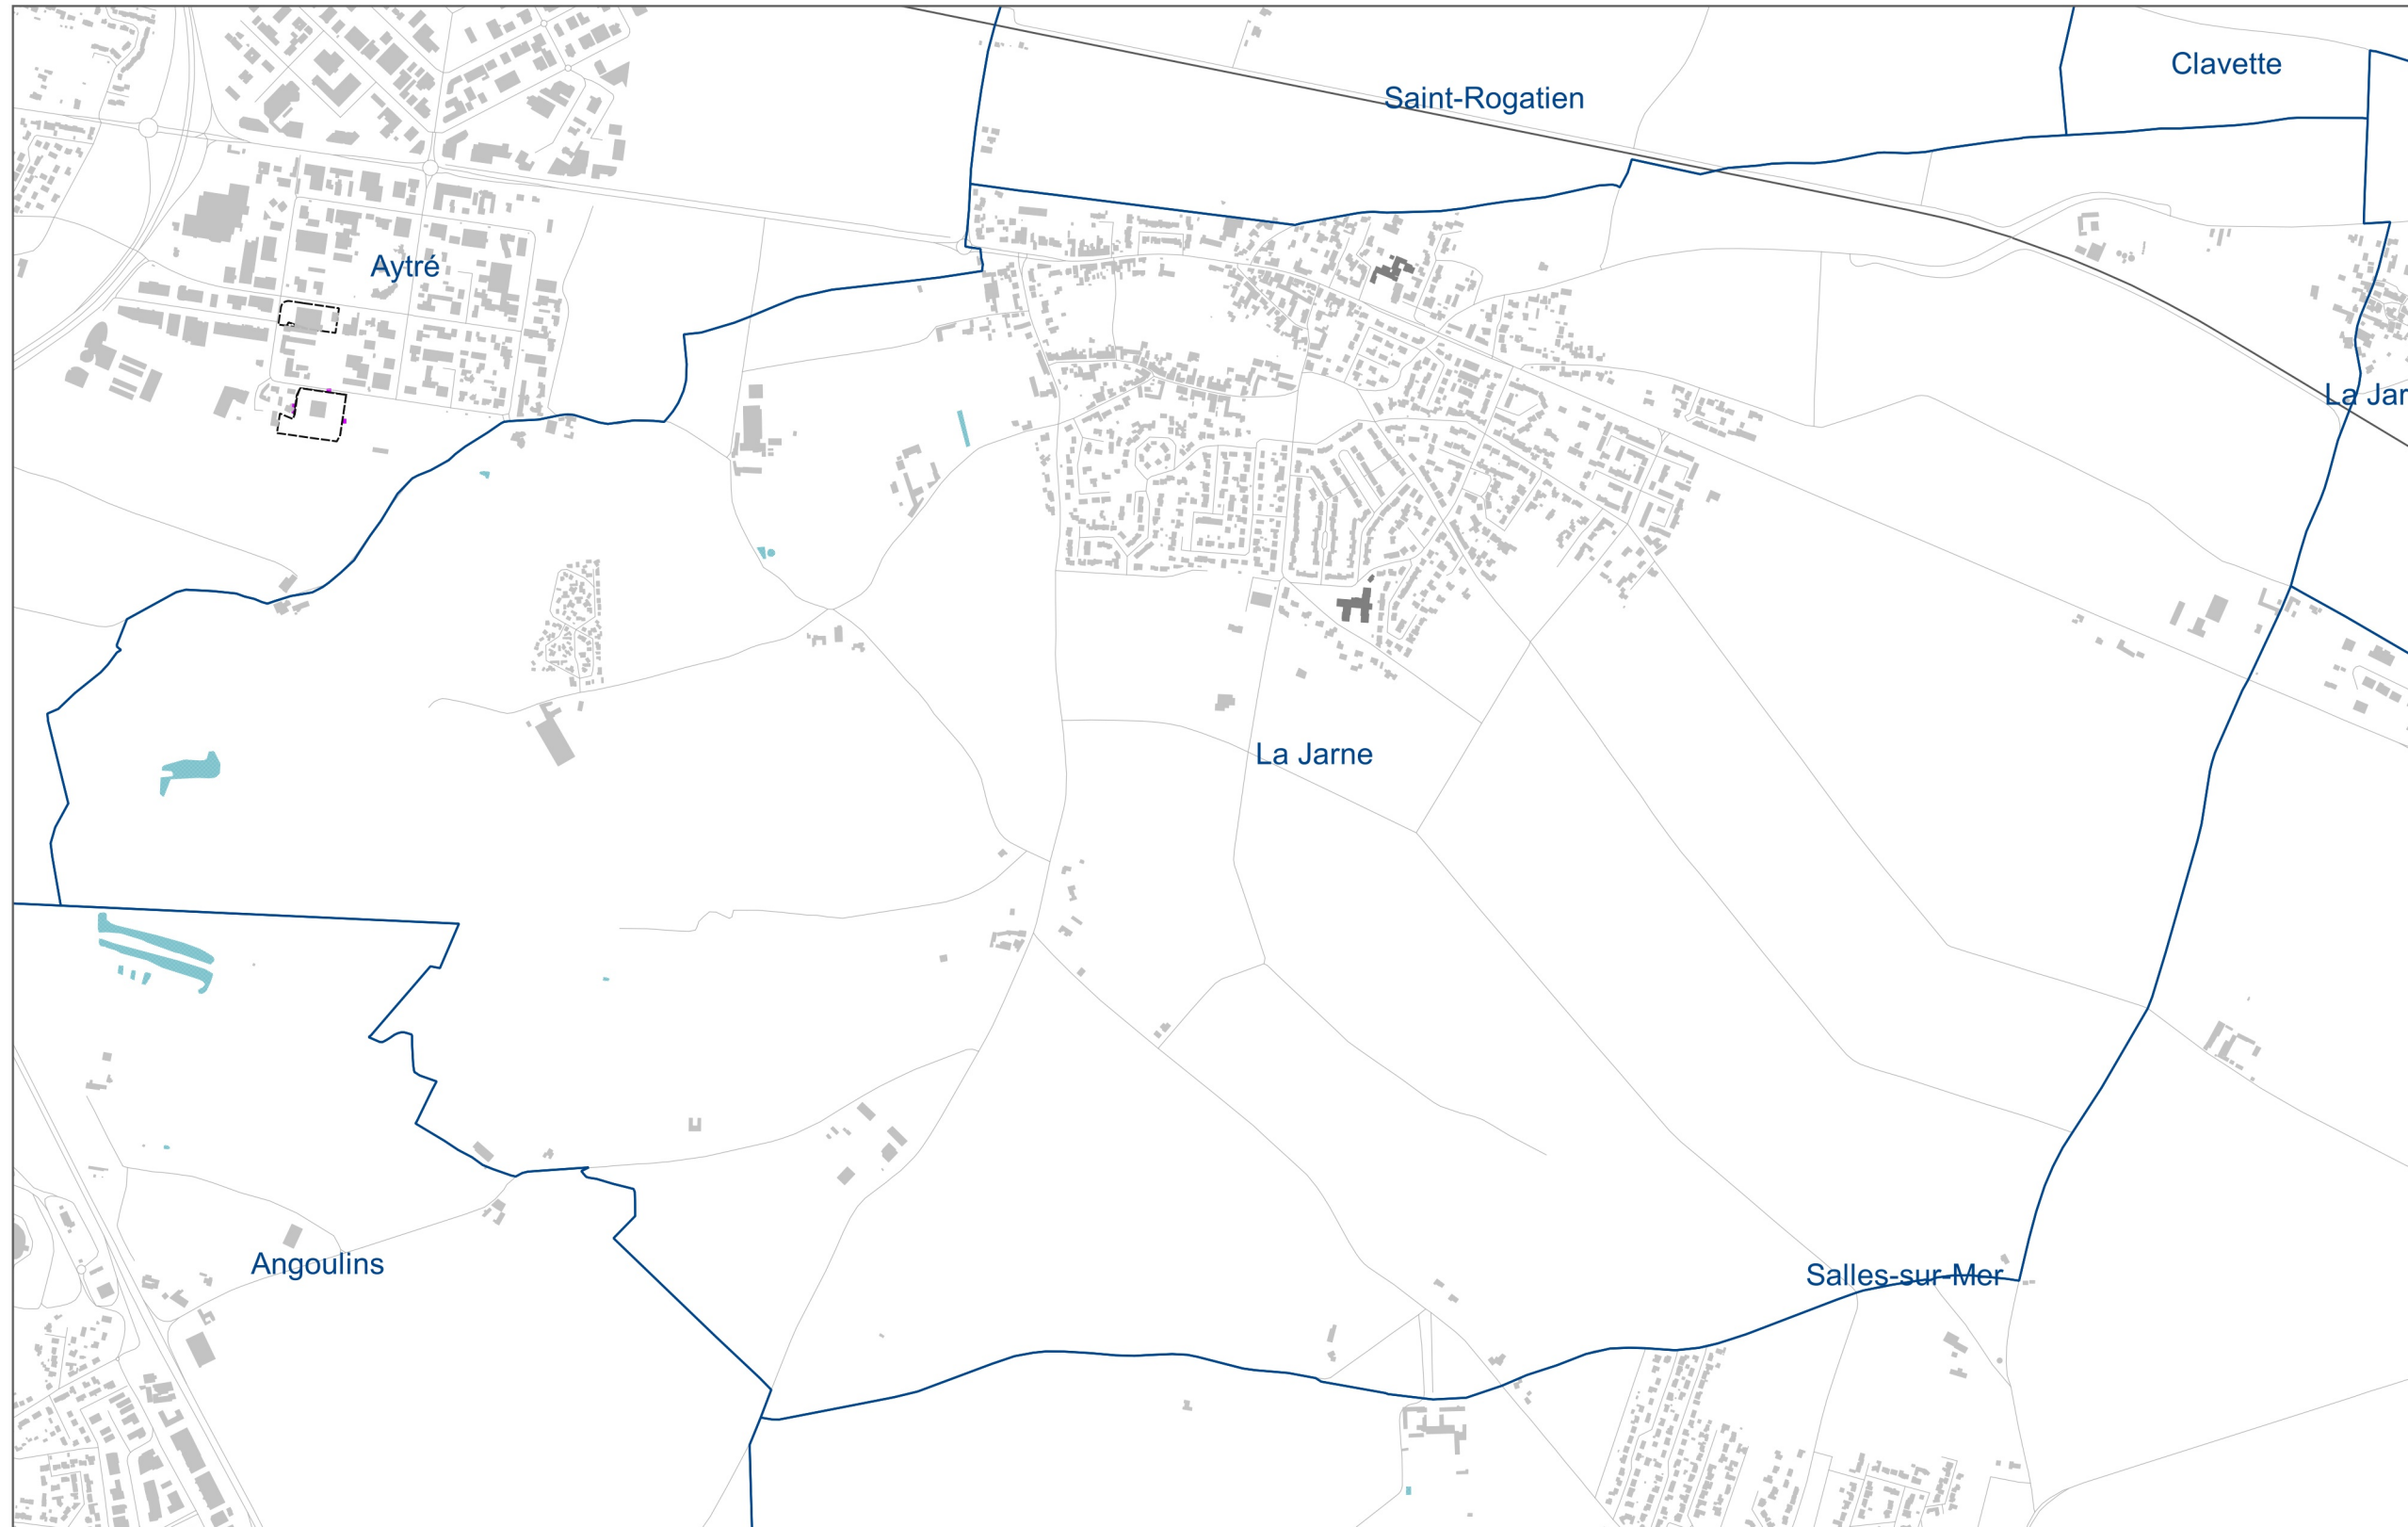 Clavette
Saint-Rogatien
Aytré
La Jar
La Jarne
Angoulins
Salles-sur-Mer